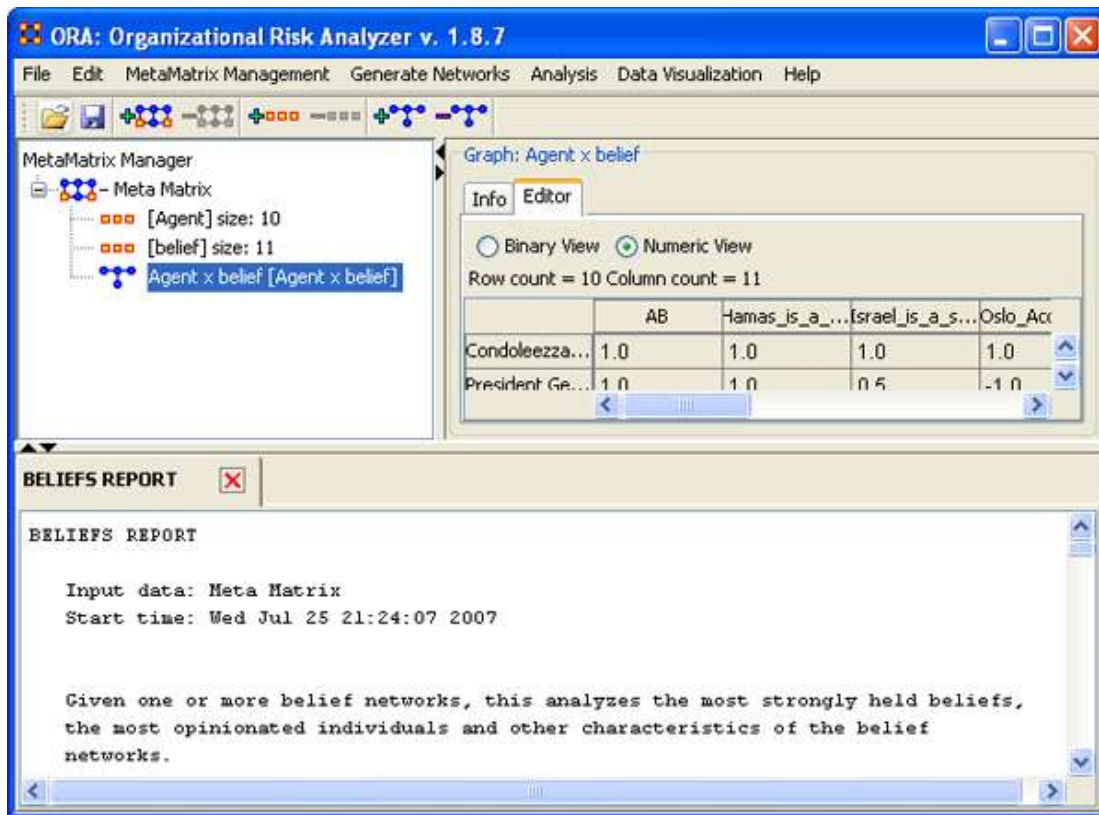 ORA: Organizational Risk Analyzer v. 1.8.7
File Edit MetaMatrix Management Generate Networks Analysis Data Visualization Help
MetaMatrix Manager
Meta Matrix
[Agent] size: 10
[belief] size: 11
Agent x belief [Agent x belief]
Graph: Agent x belief
Info Editor
Binary View Numeric View
Row count = 10 Column count = 11
AB Hamas_is_a_... Israel_is_a_s... Oslo_Acc
Condoleezza... 1.0 1.0 1.0 1.0
President Ge... 1.0 1.0 0.5 -1.0
BELIEFS REPORT
BELIEFS REPORT
Input data: Meta Matrix
Start time: Wed Jul 25 21:24:07 2007
Given one or more belief networks, this analyzes the most strongly held beliefs,
the most opinionated individuals and other characteristics of the belief
networks.